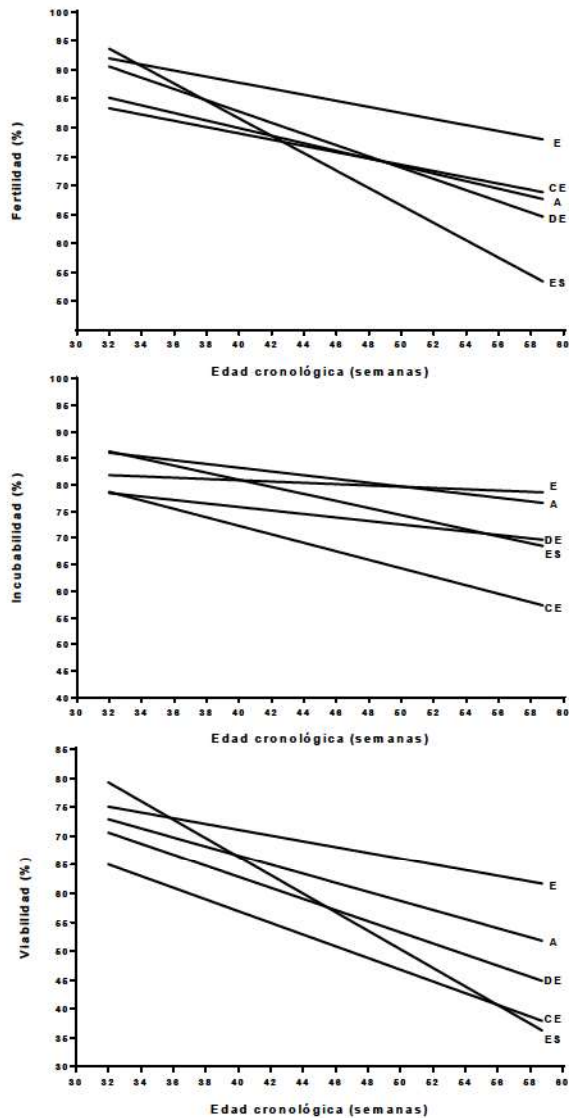 100
95
90
85
80
75
70
65
60
55
50
Fertilidad (%)
E
CE
A
DE
ES
30 32 34 36 38 40 42 44 46 48 50 52 54 56 58 60
Edad cronológica (semanas)
100
95
90
85
80
75
70
65
60
55
50
45
40
Incubabilidad (%)
E
A
DE
ES
CE
30 32 34 36 38 40 42 44 46 48 50 52 54 56 58 60
Edad cronológica (semanas)
85
80
75
70
65
60
55
50
45
40
35
30
Viabilidad (%)
E
A
DE
CE
ES
30 32 34 36 38 40 42 44 46 48 50 52 54 56 58 60
Edad cronológica (semanas)